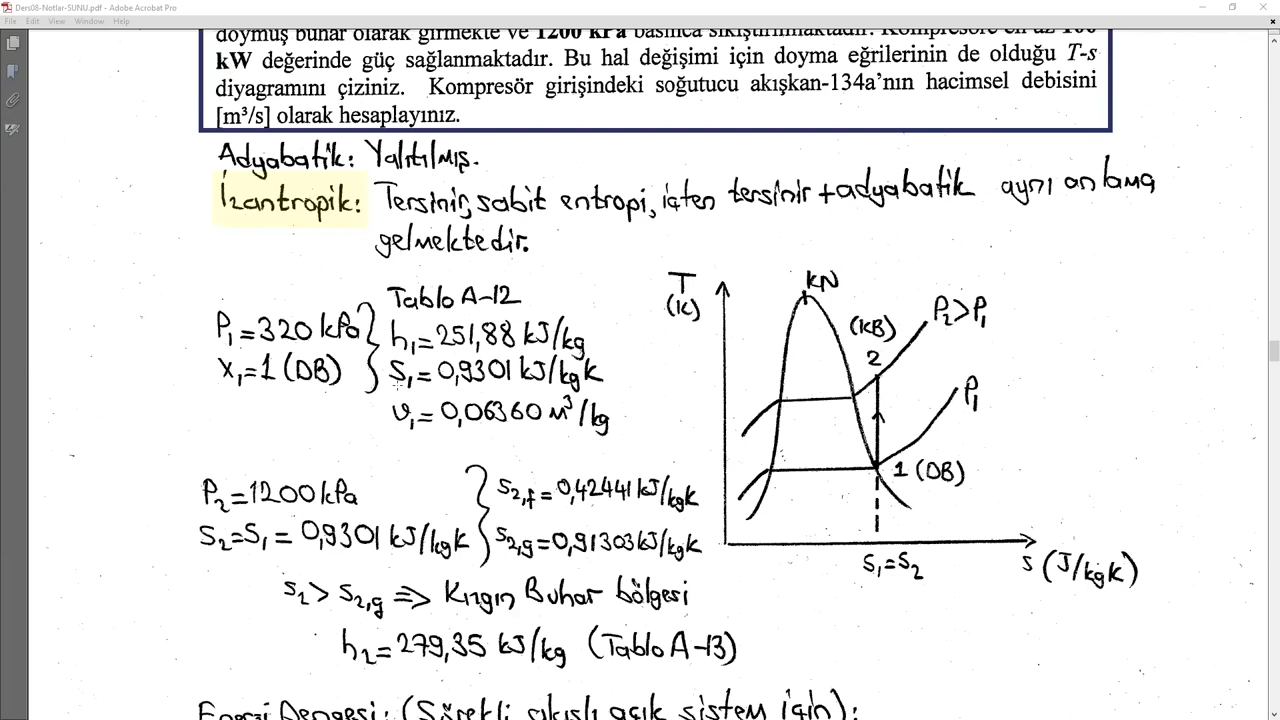 Ders08-Notlar-SUNU.pdf - Adobe Acrobat Pro
File Edit View Window Help
doymuş buhar olarak girmekte ve 1200 kPa basınca sıkıştırılmaktadır. Kompresöre en az 100
kW değerinde güç sağlanmaktadır. Bu hal değişimi için doyma eğrilerinin de olduğu T-s
diyagramını çiziniz. Kompresör girişindeki soğutucu akışkan-134a'nın hacimsel debisini
[m³/s] olarak hesaplayınız.
Adyabatik: Yalıtılmış.
İzantropik: Tersinir, sabit entropi, içten tersinir + adyabatik aynı anlama
gelmektedir.
Tablo A-12
P₁=320 kPa
x₁=1 (DB)
h₁=251,88 kJ/kg
s₁=0,9301 kJ/kgK
v₁=0,06360 m³/kg
P₂=1200 kPa
s₂=s₁=0,9301 kJ/kgK
s₂,f=0,42441 kJ/kgK
s₂,g=0,91303 kJ/kgK
s₂>s₂,g ⇒ Kızgın Buhar bölgesi
h₂=279,35 kJ/kg (Tablo A-13)
T
(K)
KN
(KB)
2
P₂>P₁
P₁
1 (DB)
s₁=s₂
s (J/kgK)
Enerji Dengesi: (Sürekli akışlı açık sistem için):